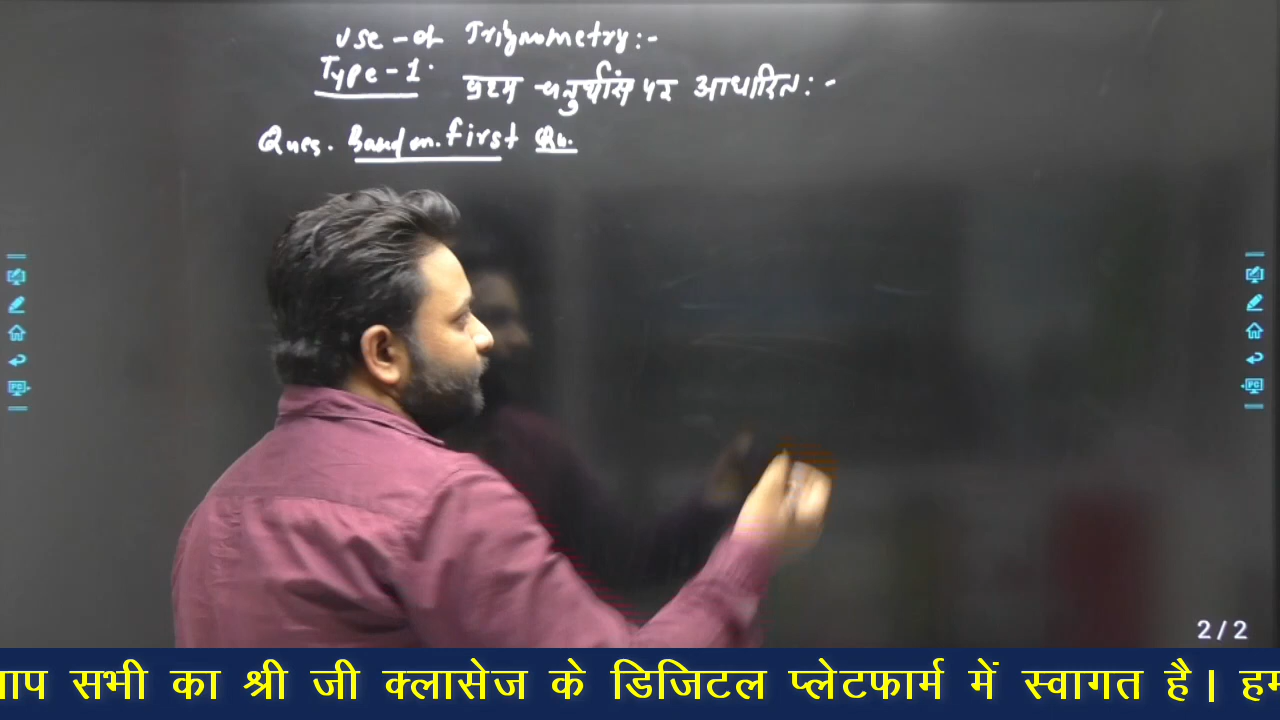 Use - of Trigonometry:-
Type - 1. प्रथम चतुर्थांस पर आधारित:-
Ques. Based on. first Qu.
2 / 2
आप सभी का श्री जी क्लासेज के डिजिटल प्लेटफार्म में स्वागत है। हम